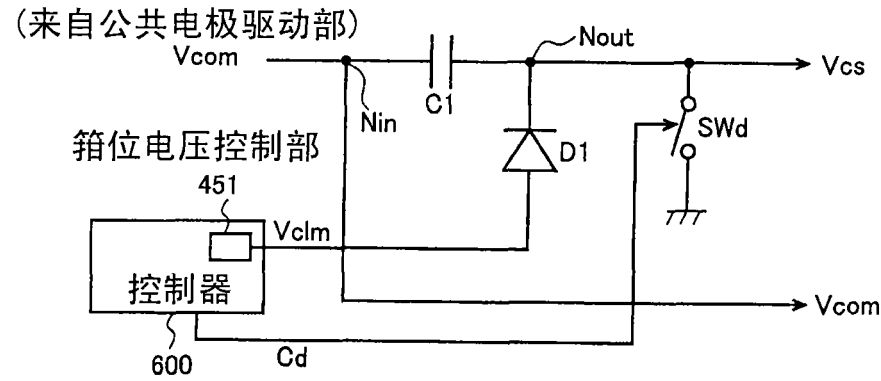 (来自公共电极驱动部)
Vcom
Nout
Vcs
C1
Nin
SWd
D1
箝位电压控制部
451
Vclm
控制器
Vcom
600
Cd